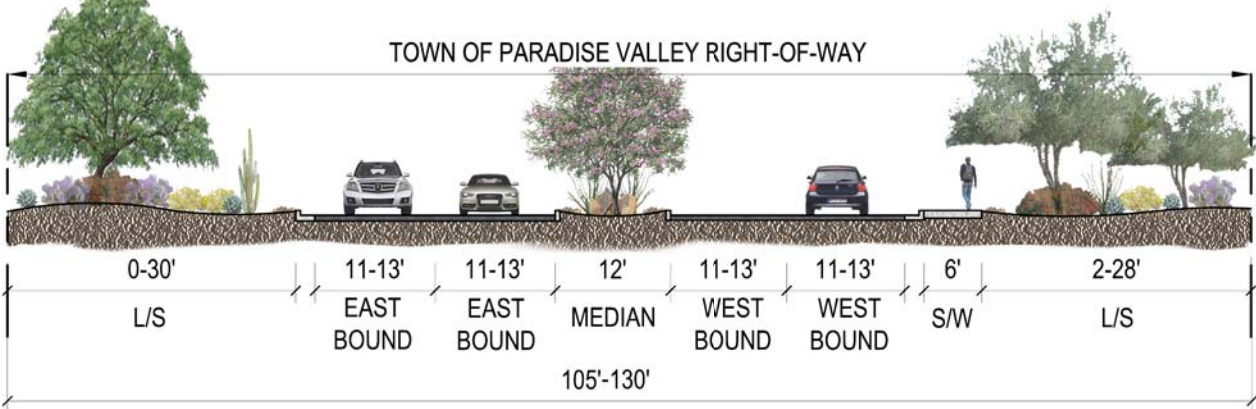 TOWN OF PARADISE VALLEY RIGHT-OF-WAY
0-30' 11-13' 11-13' 12' 11-13' 11-13' 6' 2-28'
L/S EAST BOUND EAST BOUND MEDIAN WEST BOUND WEST BOUND S/W L/S
105'-130'